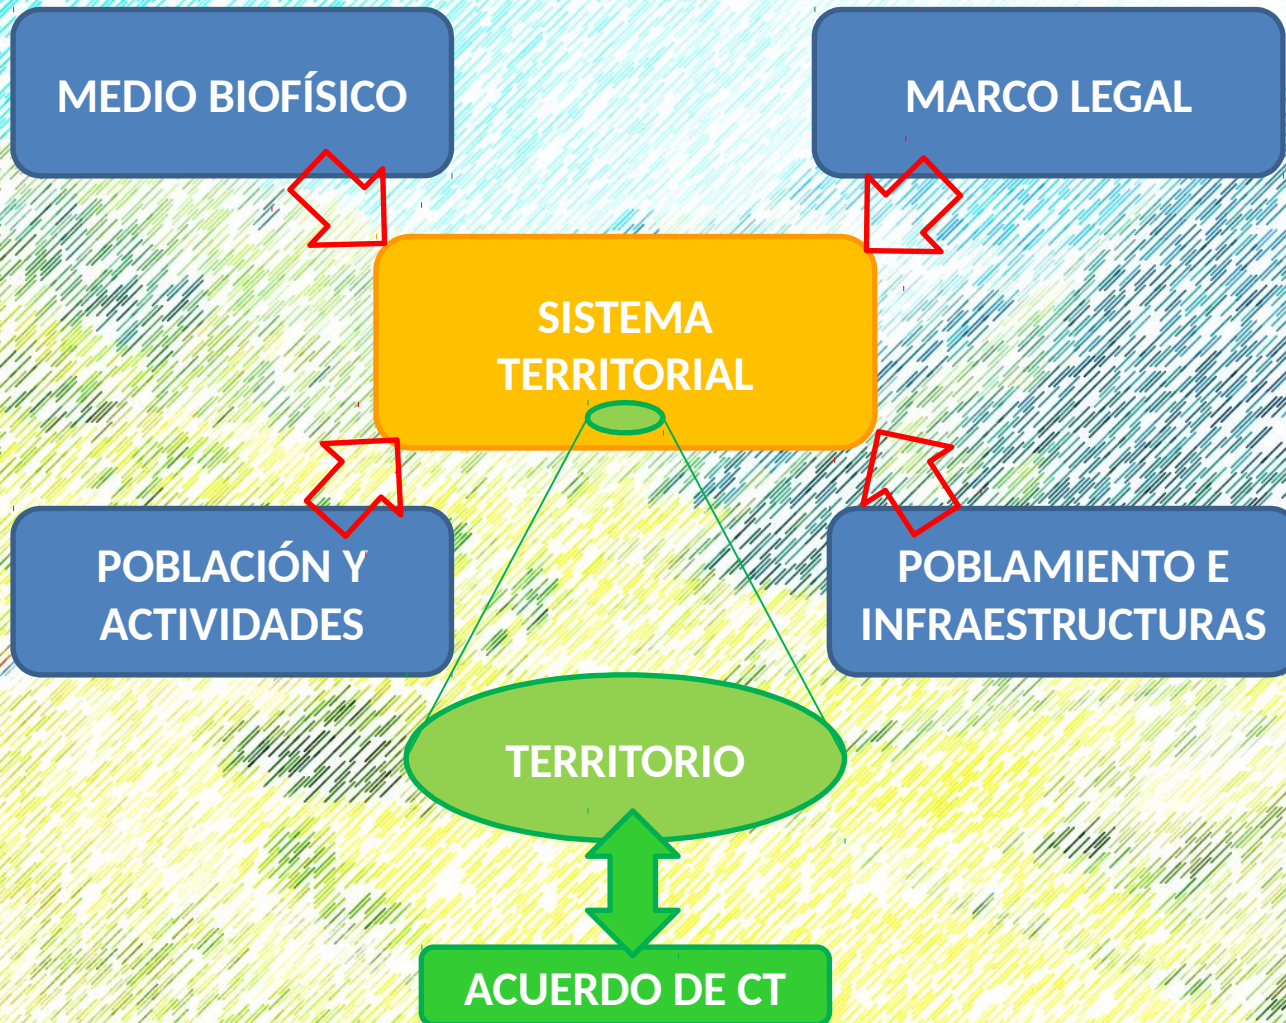 MEDIO BIOFÍSICO
MARCO LEGAL
SISTEMA
TERRITORIAL
POBLACIÓN Y
ACTIVIDADES
POBLAMIENTO E
INFRAESTRUCTURAS
TERRITORIO
ACUERDO DE CT